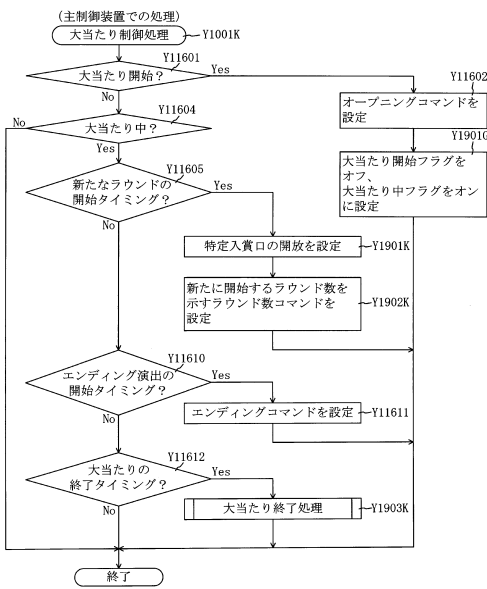 (主制御装置での処理)
大当たり制御処理
Y1001K
Y11601
大当たり開始？
Yes
No
Y11602
オープニングコマンドを
設定
Y11604
No
大当たり中？
Yes
Y1901G
大当たり開始フラグを
オフ、
大当たり中フラグをオン
に設定
Y11605
新たなラウンドの
開始タイミング？
Yes
No
特定入賞口の開放を設定
Y1901K
新たに開始するラウンド数を
示すラウンド数コマンドを
設定
Y1902K
Y11610
エンディング演出の
開始タイミング？
Yes
No
エンディングコマンドを設定
Y11611
Y11612
大当たりの
終了タイミング？
Yes
No
大当たり終了処理
Y1903K
終了